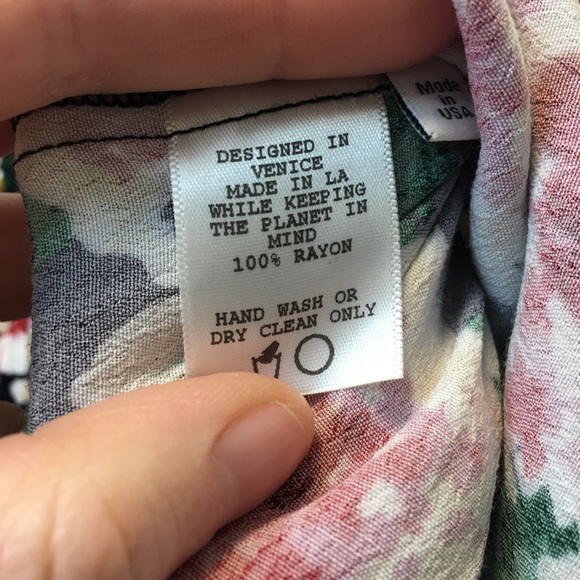 DESIGNED IN
VENICE
MADE IN LA
WHILE KEEPING
THE PLANET IN
MIND
100% RAYON
HAND WASH OR
DRY CLEAN ONLY
Made
in
USA